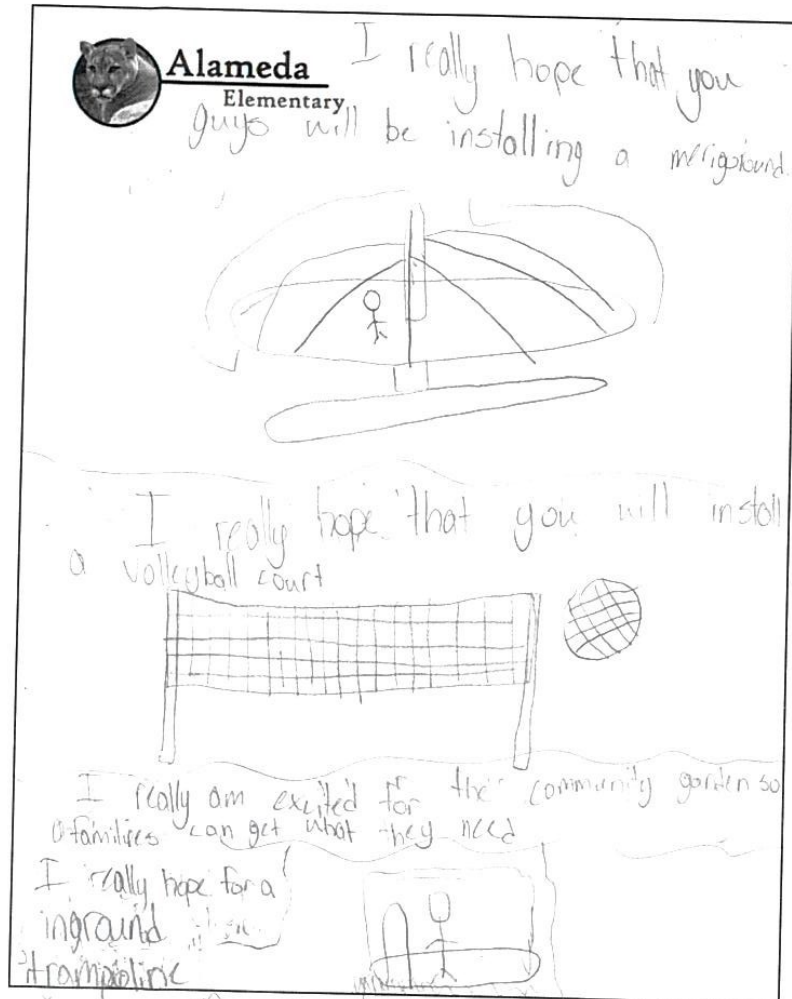 Alameda
Elementary
I really hope that you
guys will be installing a merigoround.
I really hope that you will install
a volleyball court
I really am excited for the community garden so
families can get what they need
I really hope for a
inground
trampoline